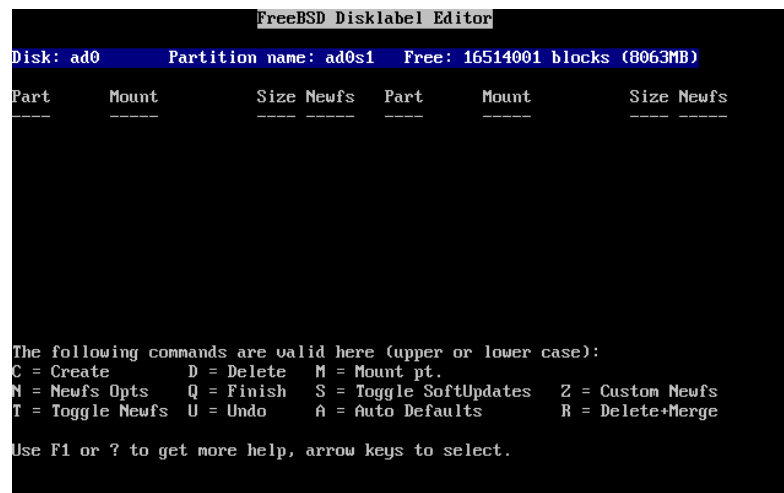 FreeBSD Disklabel Editor
Disk: ad0 Partition name: ad0s1 Free: 16514001 blocks (8063MB)
Part Mount Size Newfs Part Mount Size Newfs
---- ----- ---- ----- ---- ----- ---- -----
The following commands are valid here (upper or lower case):
C = Create D = Delete M = Mount pt.
N = Newfs Opts Q = Finish S = Toggle SoftUpdates Z = Custom Newfs
T = Toggle Newfs U = Undo A = Auto Defaults R = Delete+Merge
Use F1 or ? to get more help, arrow keys to select.